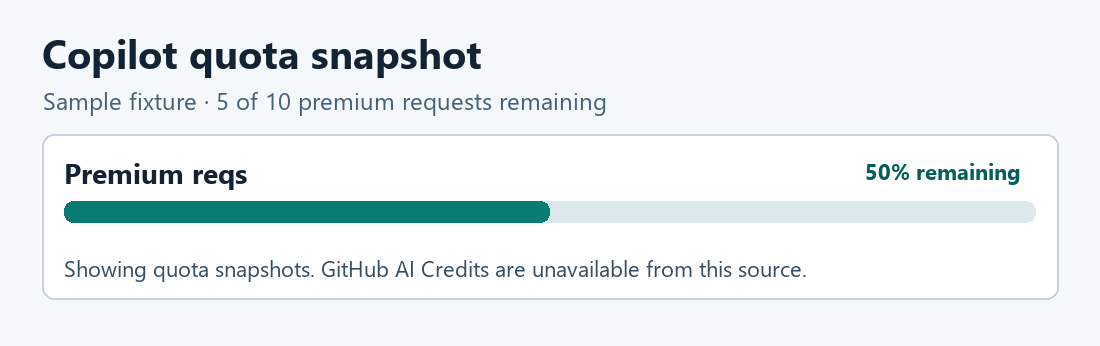 Copilot quota snapshot
Sample fixture · 5 of 10 premium requests remaining
Premium reqs
50% remaining
Showing quota snapshots. GitHub AI Credits are unavailable from this source.